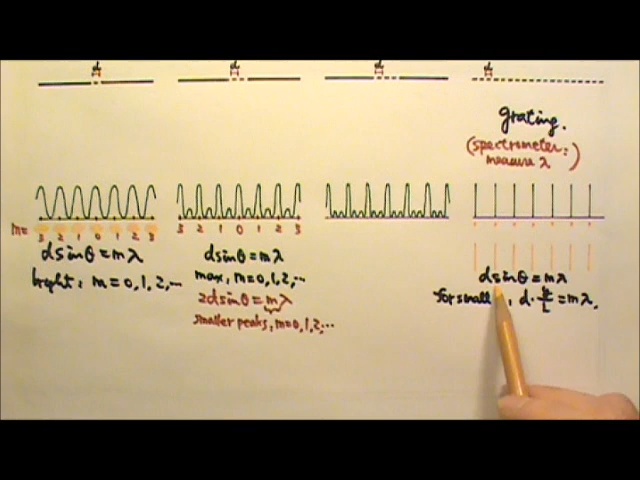 d d d d
grating.
(spectrometer:
measure λ)
m= 3 2 1 0 1 2 3
3 2 1 0 1 2 3
dsinθ=mλ
bright: m=0,1,2,...
dsinθ=mλ
max, m=0,1,2,...
2dsinθ=mλ
smaller peaks, m=0,1,2,...
dsinθ=mλ
for small , d· /L =mλ,